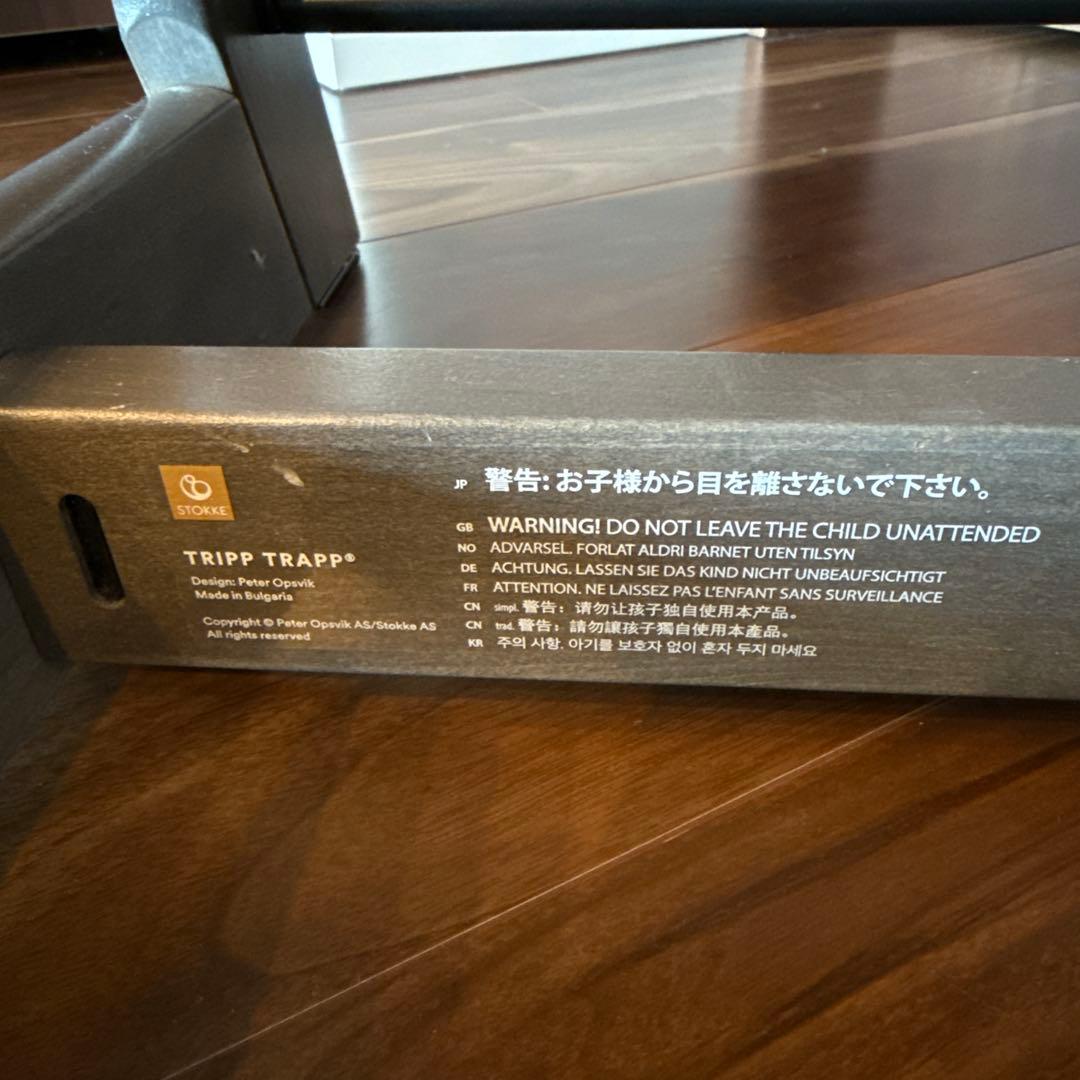 STOKKE
TRIPP TRAPP®
Design: Peter Opsvik
Made in Bulgaria
Copyright © Peter Opsvik AS/Stokke AS
All rights reserved
JP 警告: お子様から目を離さないで下さい。
GB WARNING! DO NOT LEAVE THE CHILD UNATTENDED
NO ADVARSEL. FORLAT ALDRI BARNET UTEN TILSYN
DE ACHTUNG. LASSEN SIE DAS KIND NICHT UNBEAUFSICHTIGT
FR ATTENTION. NE LAISSEZ PAS L'ENFANT SANS SURVEILLANCE
CN simpl. 警告: 请勿让孩子独自使用本产品。
CN trad. 警告: 請勿讓孩子獨自使用本產品。
KR 주의 사항. 아기를 보호자 없이 혼자 두지 마세요